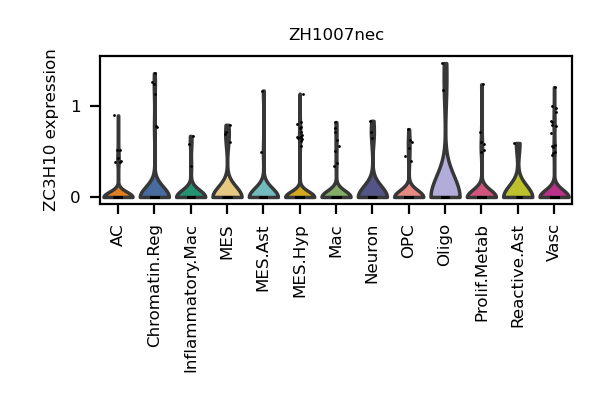 ZH1007nec
ZC3H10 expression
1
0
AC
Chromatin.Reg
Inflammatory.Mac
MES
MES.Ast
MES.Hyp
Mac
Neuron
OPC
Oligo
Prolif.Metab
Reactive.Ast
Vasc